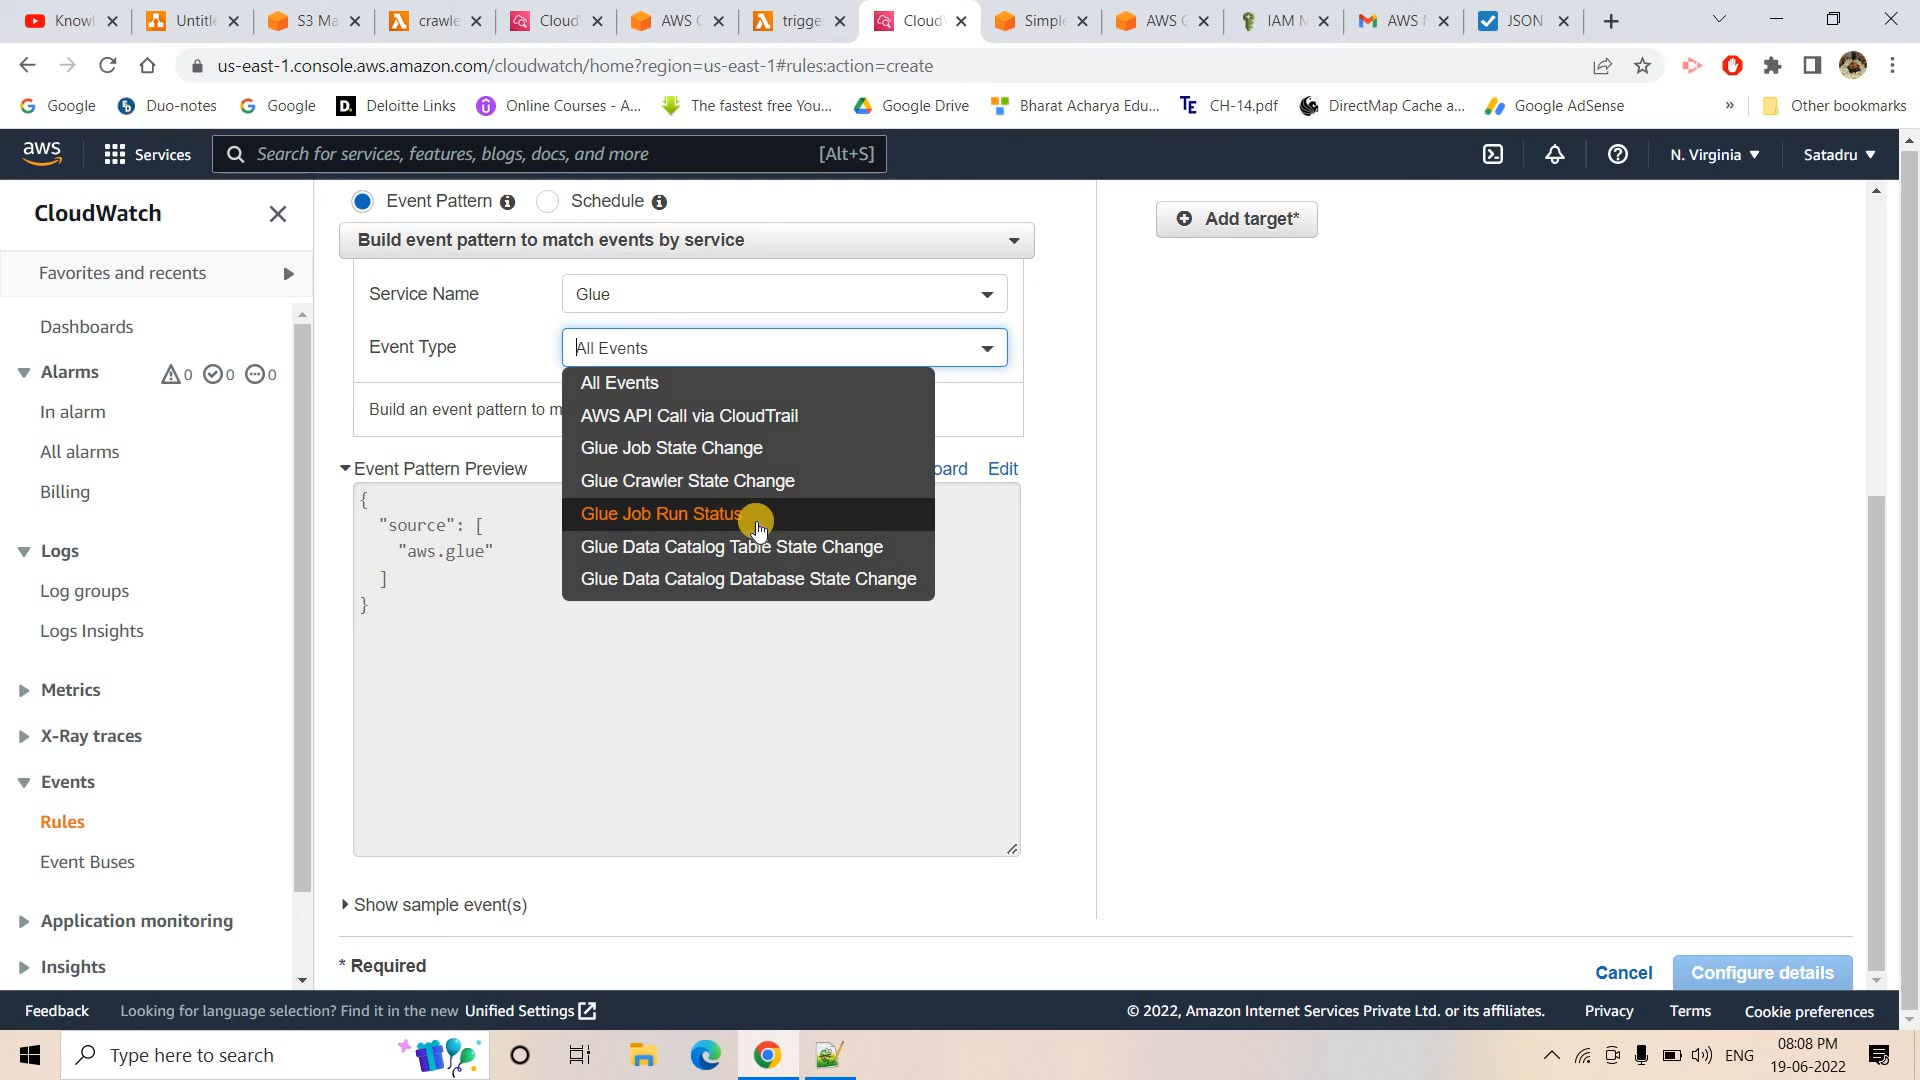 Knowl
Untitle
S3 Ma
crawle
Cloud
AWS G
trigge
Cloud
Simple
AWS G
IAM M
AWS N
JSON
us-east-1.console.aws.amazon.com/cloudwatch/home?region=us-east-1#rules:action=create
Google
Duo-notes
Google
Deloitte Links
Online Courses - A...
The fastest free You...
Google Drive
Bharat Acharya Edu...
CH-14.pdf
DirectMap Cache a...
Google AdSense
»
Other bookmarks
aws
Services
Search for services, features, blogs, docs, and more
[Alt+S]
N. Virginia
Satadru
CloudWatch
Favorites and recents
Dashboards
Alarms 0 0 0
In alarm
All alarms
Billing
Logs
Log groups
Logs Insights
Metrics
X-Ray traces
Events
Rules
Event Buses
Application monitoring
Insights
Event Pattern
Schedule
Build event pattern to match events by service
Service Name
Glue
Event Type
All Events
All Events
AWS API Call via CloudTrail
Glue Job State Change
Glue Crawler State Change
Glue Job Run Status
Glue Data Catalog Table State Change
Glue Data Catalog Database State Change
Build an event pattern to m
Event Pattern Preview
oard
Edit
{
"source": [
"aws.glue"
]
}
Show sample event(s)
Add target*
* Required
Cancel
Configure details
Feedback
Looking for language selection? Find it in the new Unified Settings
© 2022, Amazon Internet Services Private Ltd. or its affiliates.
Privacy
Terms
Cookie preferences
Type here to search
ENG
08:08 PM
19-06-2022